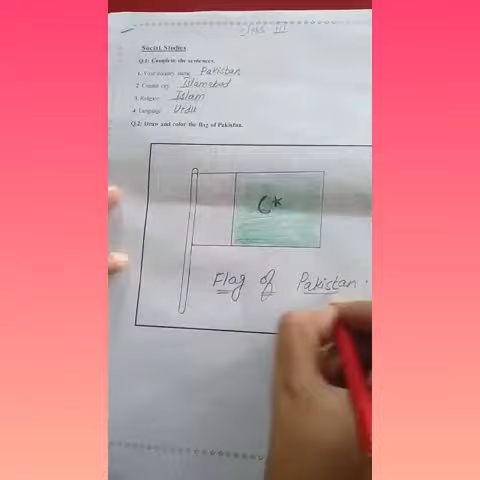 Class III
Social Studies
Q.1: Complete the sentences.
1. Your country name Pakistan
2. Capital city Islamabad
3. Religion Islam
4. Language Urdu
Q.2: Draw and color the flag of Pakistan.
Flag of Pakistan.